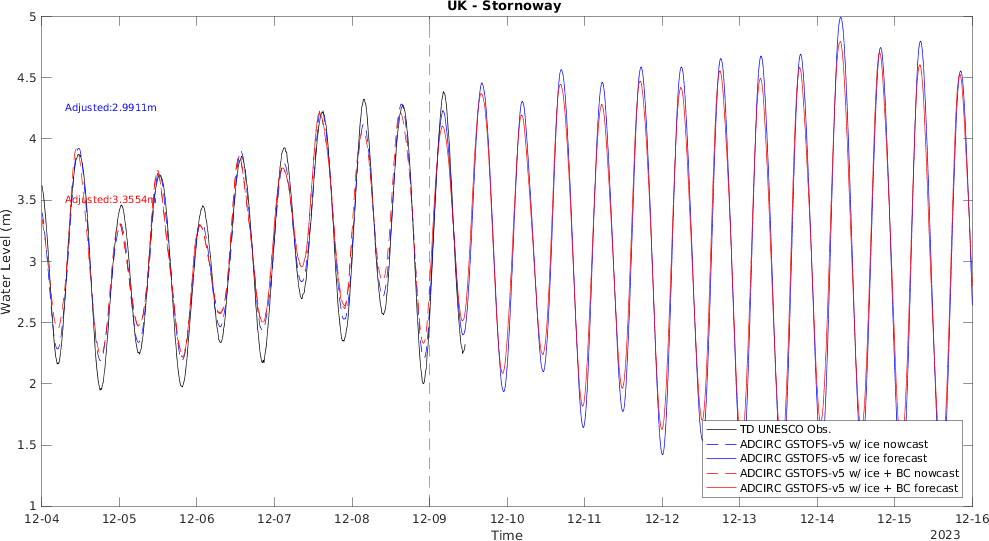 UK - Stornoway
5
4.5
4
3.5
3
2.5
2
1.5
1
Water Level (m)
Adjusted:2.9911m
Adjusted:3.3554m
TD UNESCO Obs.
ADCIRC GSTOFS-v5 w/ ice nowcast
ADCIRC GSTOFS-v5 w/ ice forecast
ADCIRC GSTOFS-v5 w/ ice + BC nowcast
ADCIRC GSTOFS-v5 w/ ice + BC forecast
12-04 12-05 12-06 12-07 12-08 12-09 12-10 12-11 12-12 12-13 12-14 12-15 12-16
Time
2023